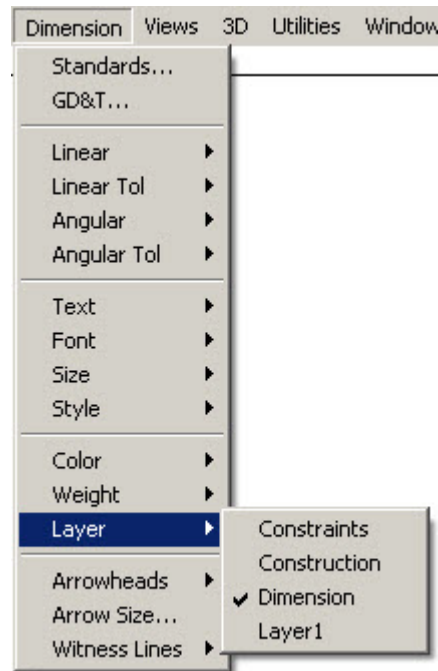 Dimension Views 3D Utilities Window
Standards...
GD&T...
Linear
Linear Tol
Angular
Angular Tol
Text
Font
Size
Style
Color
Weight
Layer
Constraints
Construction
Dimension
Layer1
Arrowheads
Arrow Size...
Witness Lines